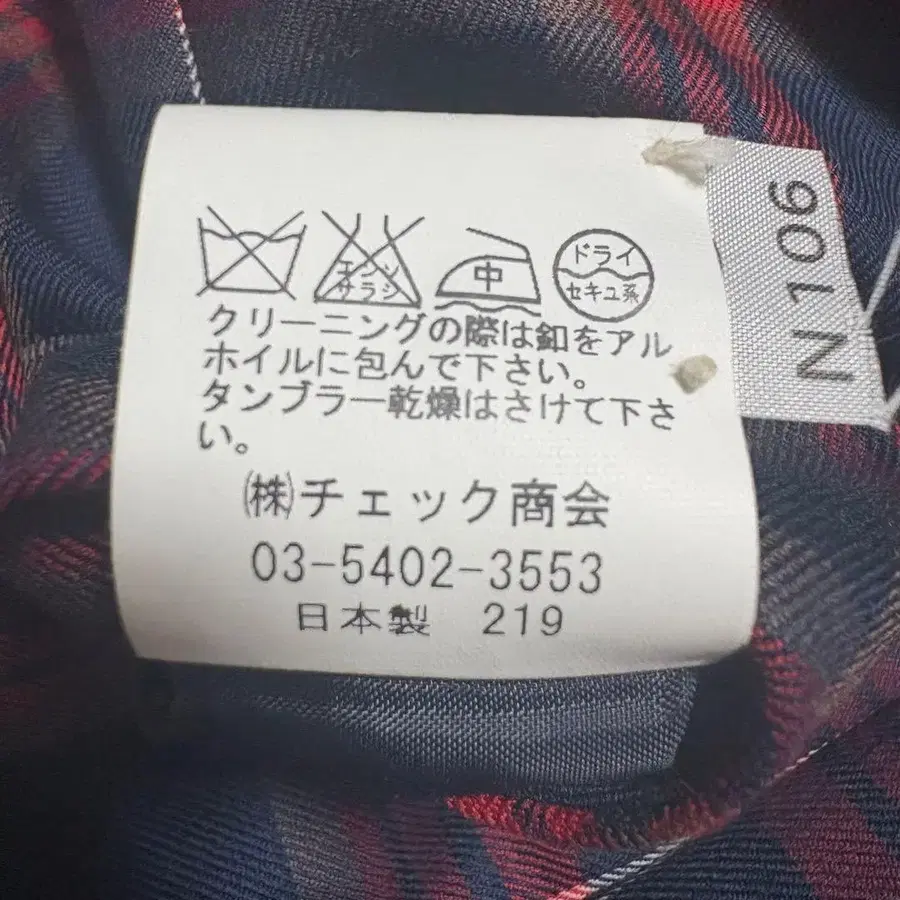 エンソ
サラシ
中
ドライ
セキユ系
クリーニングの際は釦をアル
ホイルに包んで下さい。
タンブラー乾燥はさけて下さ
い。
㈱チェック商会
03-5402-3553
日本製 219
N 106